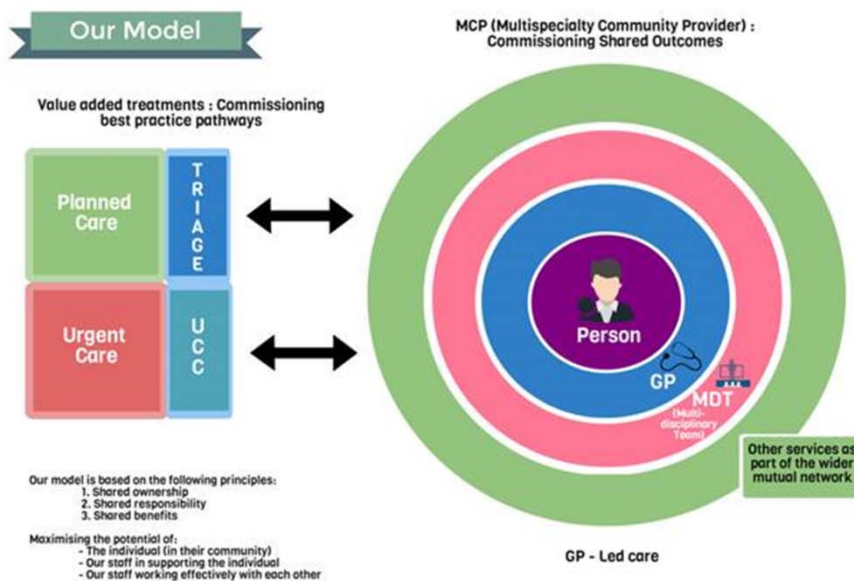 Our Model
MCP (Multispecialty Community Provider) :
Commissioning Shared Outcomes
Value added treatments : Commissioning
best practice pathways
Planned
Care
TRIAGE
Urgent
Care
UCC
Person
GP
MDT
(Multi-
disciplinary
Team)
Other services as
part of the wider
mutual network
Our model is based on the following principles:
1. Shared ownership
2. Shared responsibility
3. Shared benefits
Maximising the potential of:
- The individual (in their community)
- Our staff in supporting the individual
- Our staff working effectively with each other
GP - Led care